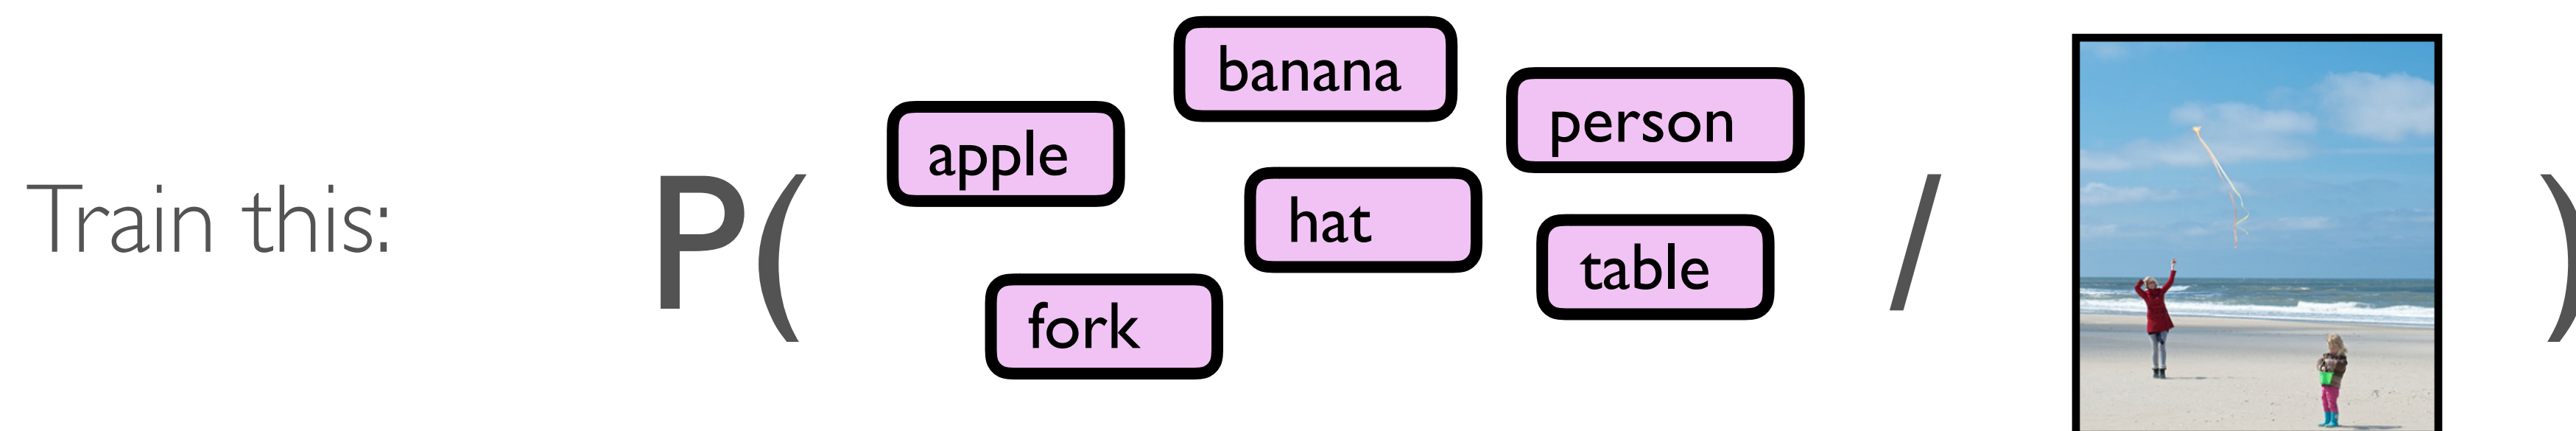 Train this:
P(
apple
banana
person
hat
table
fork
/
)